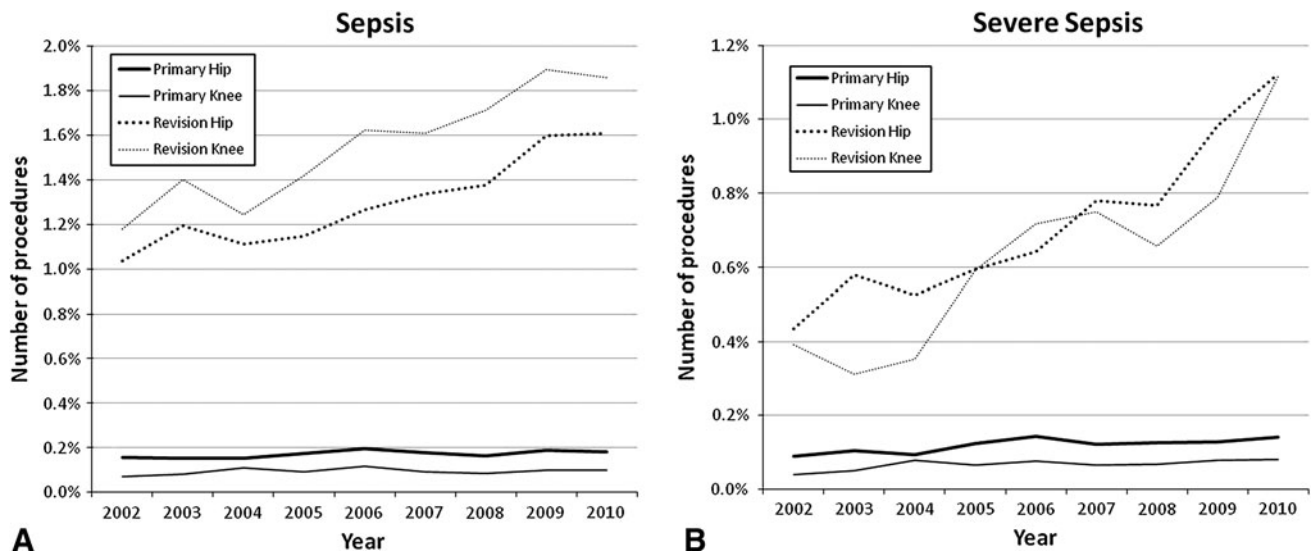 Sepsis
2.0%
1.8%
1.6%
1.4%
1.2%
1.0%
0.8%
0.6%
0.4%
0.2%
0.0%
Number of procedures
Primary Hip
Primary Knee
Revision Hip
Revision Knee
2002 2003 2004 2005 2006 2007 2008 2009 2010
Year
A
Severe Sepsis
1.2%
1.0%
0.8%
0.6%
0.4%
0.2%
0.0%
Number of procedures
Primary Hip
Primary Knee
Revision Hip
Revision Knee
2002 2003 2004 2005 2006 2007 2008 2009 2010
Year
B